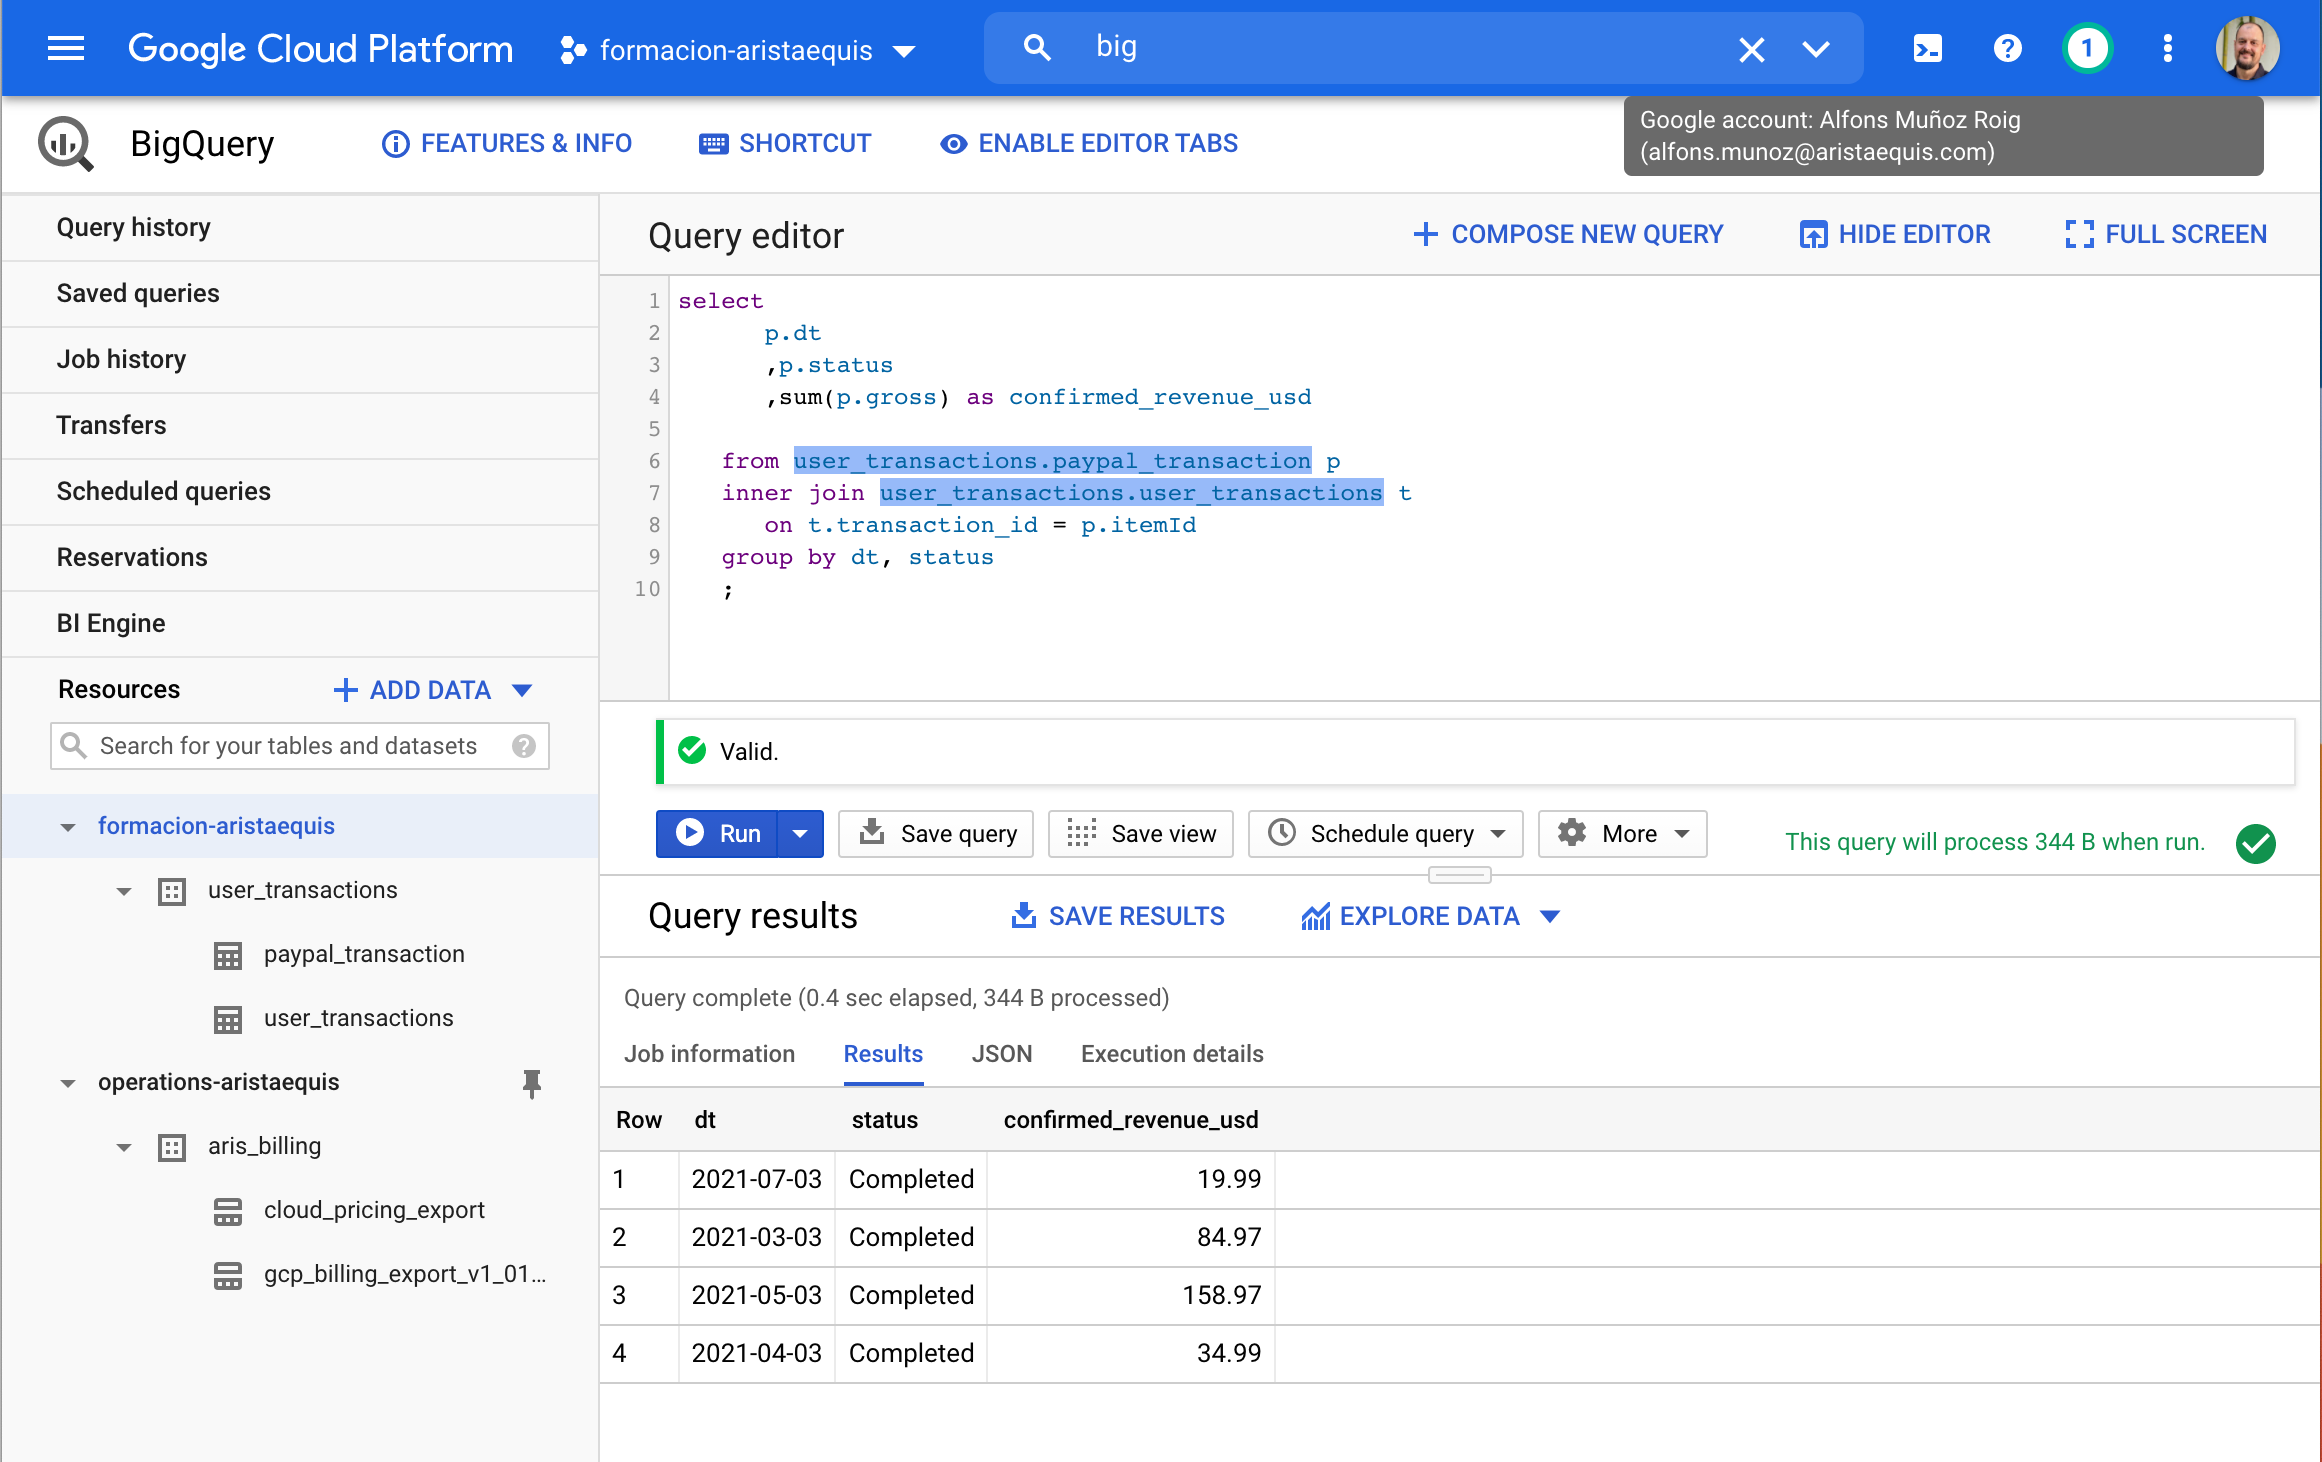 Google Cloud Platform formacion-aristaequis big 1
BigQuery FEATURES & INFO SHORTCUT ENABLE EDITOR TABS
Google account: Alfons Muñoz Roig
(alfons.munoz@aristaequis.com)
Query history
Saved queries
Job history
Transfers
Scheduled queries
Reservations
BI Engine
Resources ADD DATA
Search for your tables and datasets
formacion-aristaequis
user_transactions
paypal_transaction
user_transactions
operations-aristaequis
aris_billing
cloud_pricing_export
gcp_billing_export_v1_01...
Query editor COMPOSE NEW QUERY HIDE EDITOR FULL SCREEN
1 select
2 p.dt
3 ,p.status
4 ,sum(p.gross) as confirmed_revenue_usd
5
6 from user_transactions.paypal_transaction p
7 inner join user_transactions.user_transactions t
8 on t.transaction_id = p.itemId
9 group by dt, status
10 ;
Valid.
Run Save query Save view Schedule query More This query will process 344 B when run.
Query results SAVE RESULTS EXPLORE DATA
Query complete (0.4 sec elapsed, 344 B processed)
Job information Results JSON Execution details
Row dt status confirmed_revenue_usd
1 2021-07-03 Completed 19.99
2 2021-03-03 Completed 84.97
3 2021-05-03 Completed 158.97
4 2021-04-03 Completed 34.99